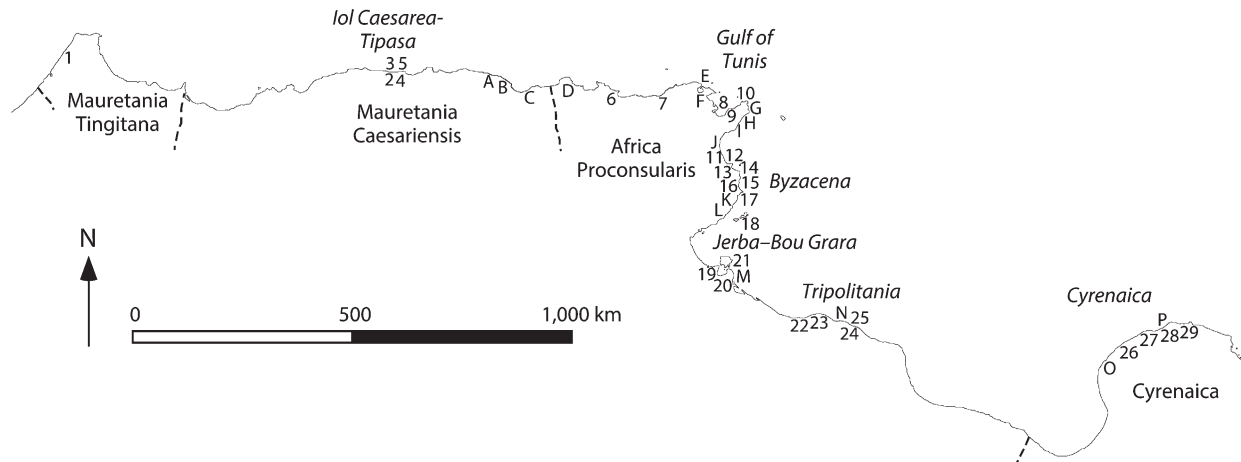 Iol Caesarea-
Tipasa
3 5
2 4
1
Mauretania
Tingitana
A
B
C
D
Mauretania
Caesariensis
6
7
Africa
Proconsularis
Gulf of
Tunis
E
F
8
9
10
G
H
I
J
11
12
13
14
15
16
17
K
L
18
Byzacena
Jerba–Bou Grara
19
20
21
M
Tripolitania
22
23
N
24
25
Cyrenaica
O
26
27
P
28
29
Cyrenaica
N
0
500
1,000 km